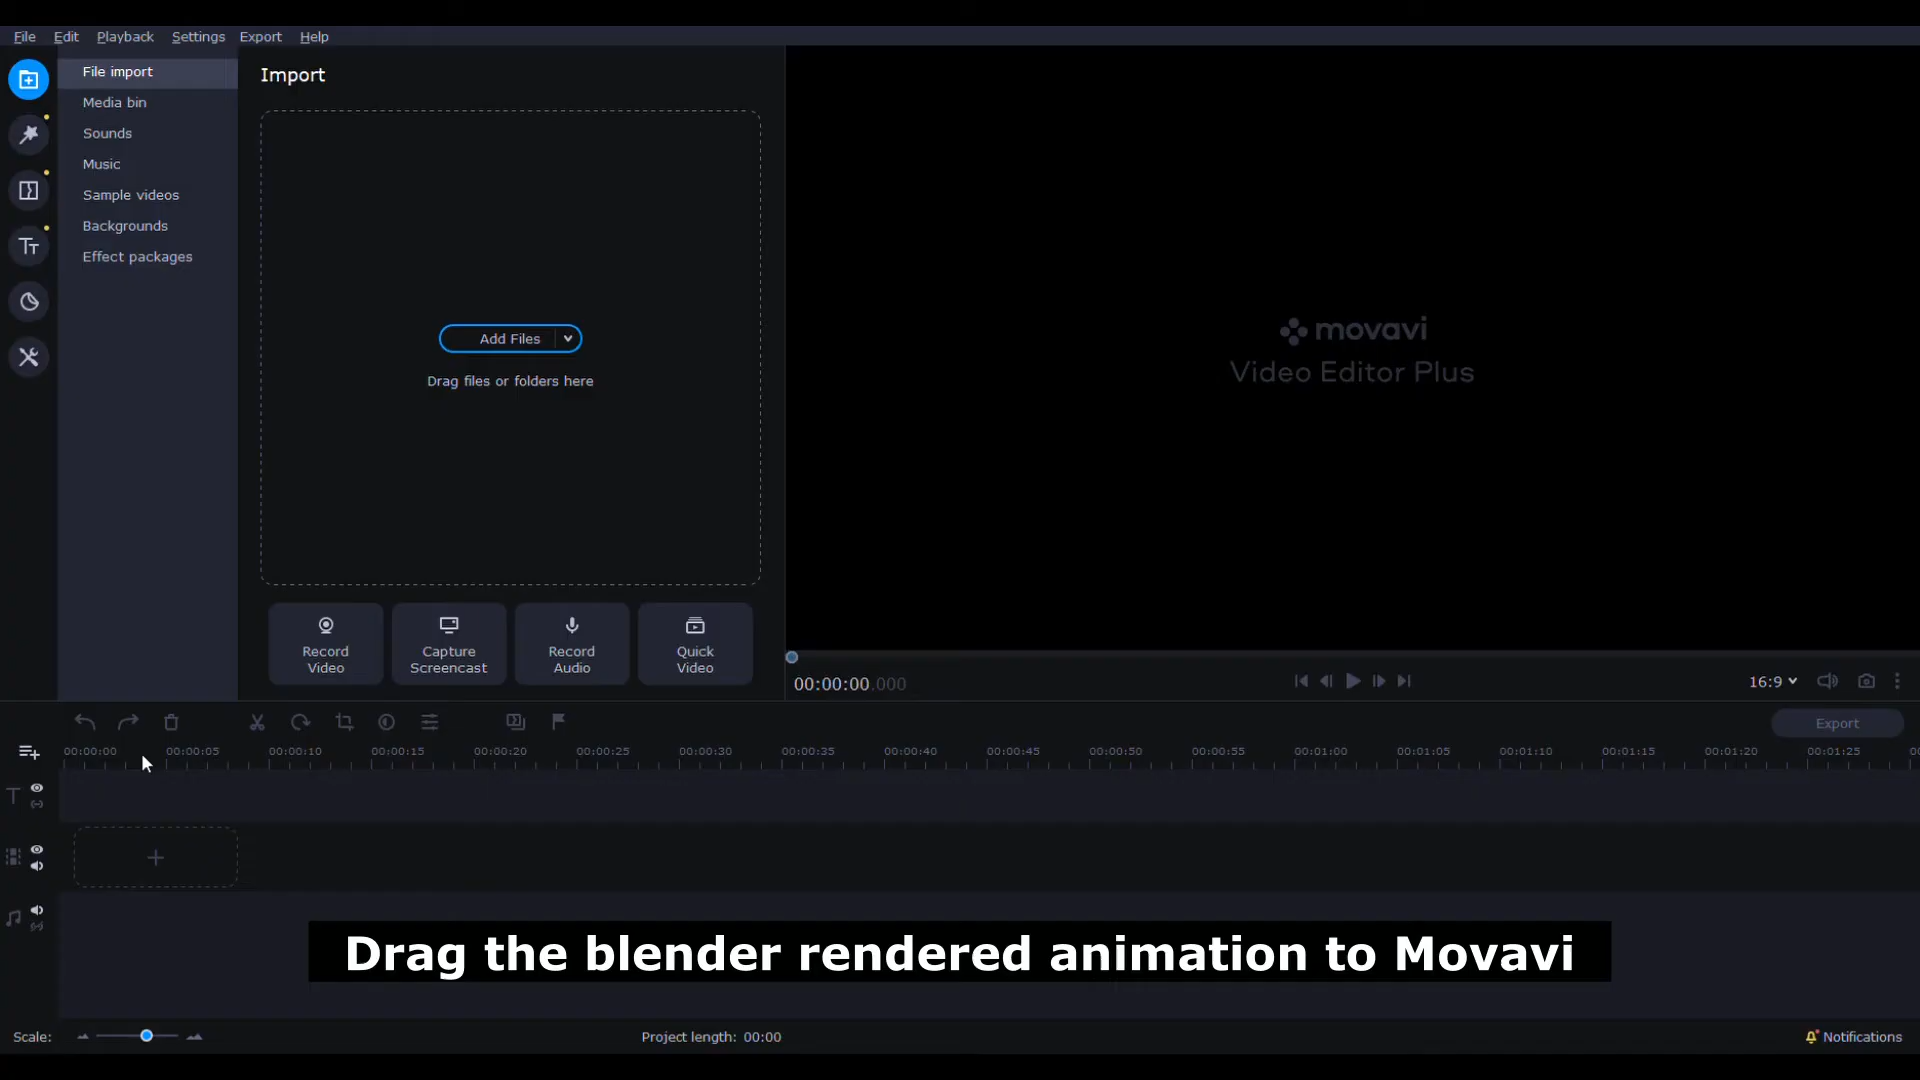 File Edit Playback Settings Export Help
File import
Media bin
Sounds
Music
Sample videos
Backgrounds
Effect packages
Import
Add Files
Drag files or folders here
Record Video
Capture Screencast
Record Audio
Quick Video
movavi
Video Editor Plus
00:00:00.000
16:9
Export
00:00:00 00:00:05 00:00:10 00:00:15 00:00:20 00:00:25 00:00:30 00:00:35 00:00:40 00:00:45 00:00:50 00:00:55 00:01:00 00:01:05 00:01:10 00:01:15 00:01:20 00:01:25
Drag the blender rendered animation to Movavi
Scale:
Project length: 00:00
Notifications